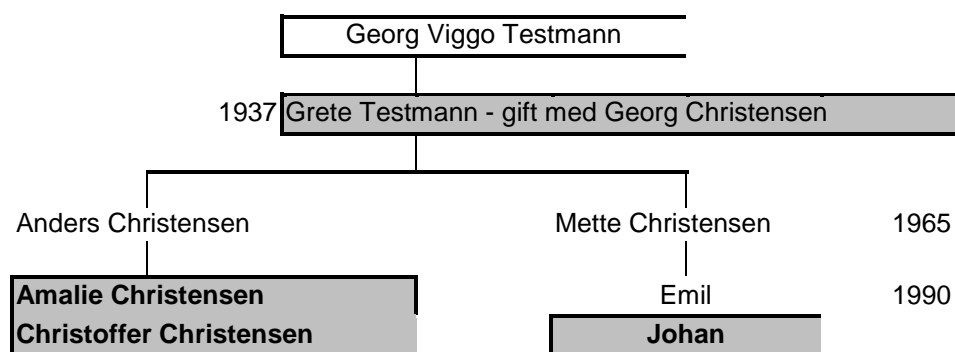 Georg Viggo Testmann
1937 Grete Testmann - gift med Georg Christensen
Anders Christensen Mette Christensen 1965
Amalie Christensen Emil 1990
Christoffer Christensen Johan